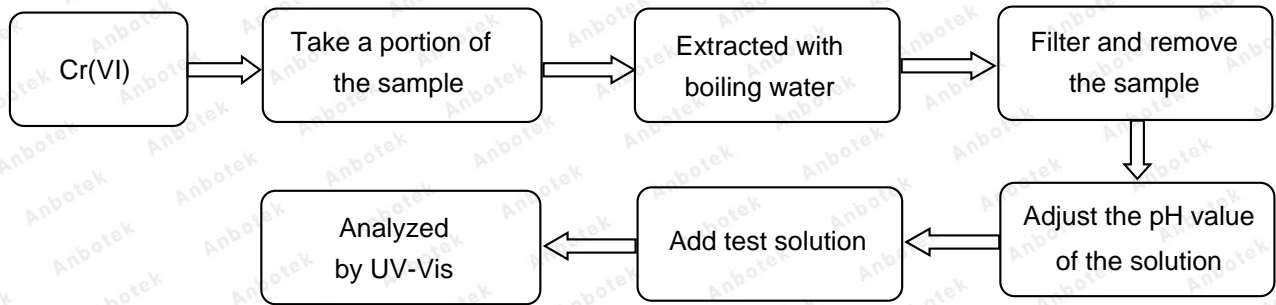 Cr(VI)
Take a portion of
the sample
Extracted with
boiling water
Filter and remove
the sample
Adjust the pH value
of the solution
Add test solution
Analyzed
by UV-Vis
Anbotek